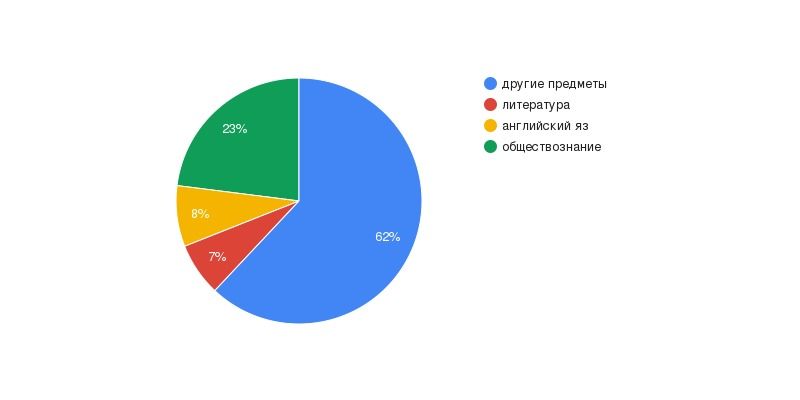 другие предметы
литература
английский яз
обществознание
23%
8%
7%
62%